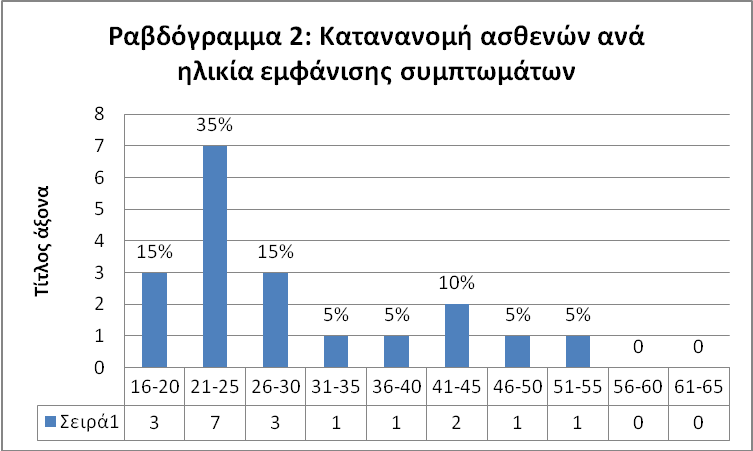 Ραβδόγραμμα 2: Κατανανομή ασθενών ανά
ηλικία εμφάνισης συμπτωμάτων
Τίτλος άξονα
8
7
6
5
4
3
2
1
0
15% 35% 15% 5% 5% 10% 5% 5% 0 0
16-20 21-25 26-30 31-35 36-40 41-45 46-50 51-55 56-60 61-65
Σειρά1 3 7 3 1 1 2 1 1 0 0